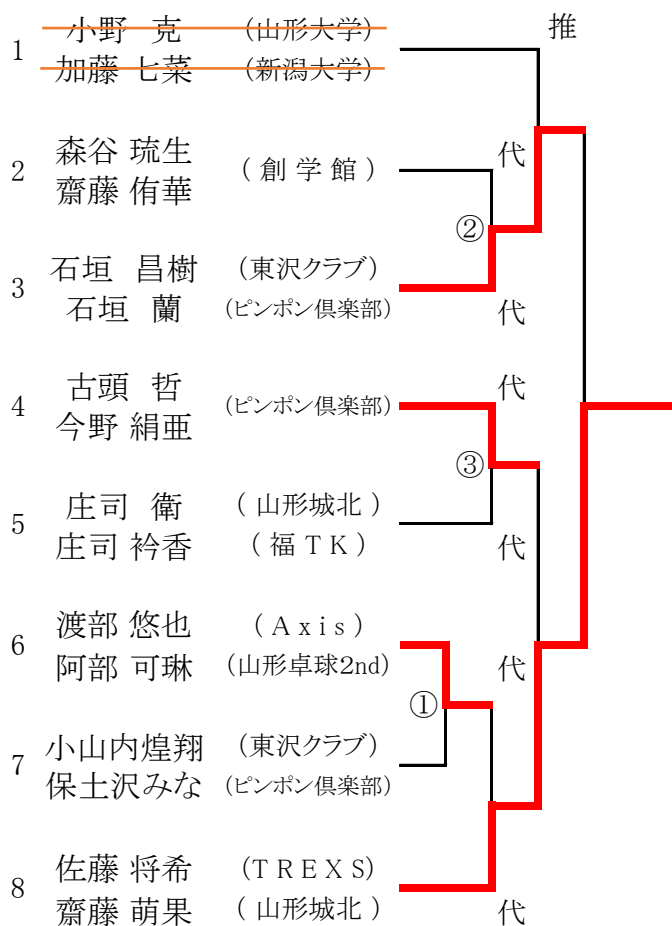 推
1 小野 克 (山形大学)
加藤 七菜 (新潟大学)
代
2 森谷 琉生 (創学館)
齋藤 侑華
②
3 石垣 昌樹 (東沢クラブ)
石垣 蘭 (ピンポン倶楽部)
代
代
4 古頭 哲 (ピンポン倶楽部)
今野 絹亜
③
5 庄司 衛 (山形城北)
庄司 衿香 (福TK)
代
6 渡部 悠也 (Axis)
阿部 可琳 (山形卓球2nd)
代
①
7 小山内煌翔 (東沢クラブ)
保土沢みな (ピンポン倶楽部)
8 佐藤 将希 (TREXS)
齋藤 萌果 (山形城北)
代